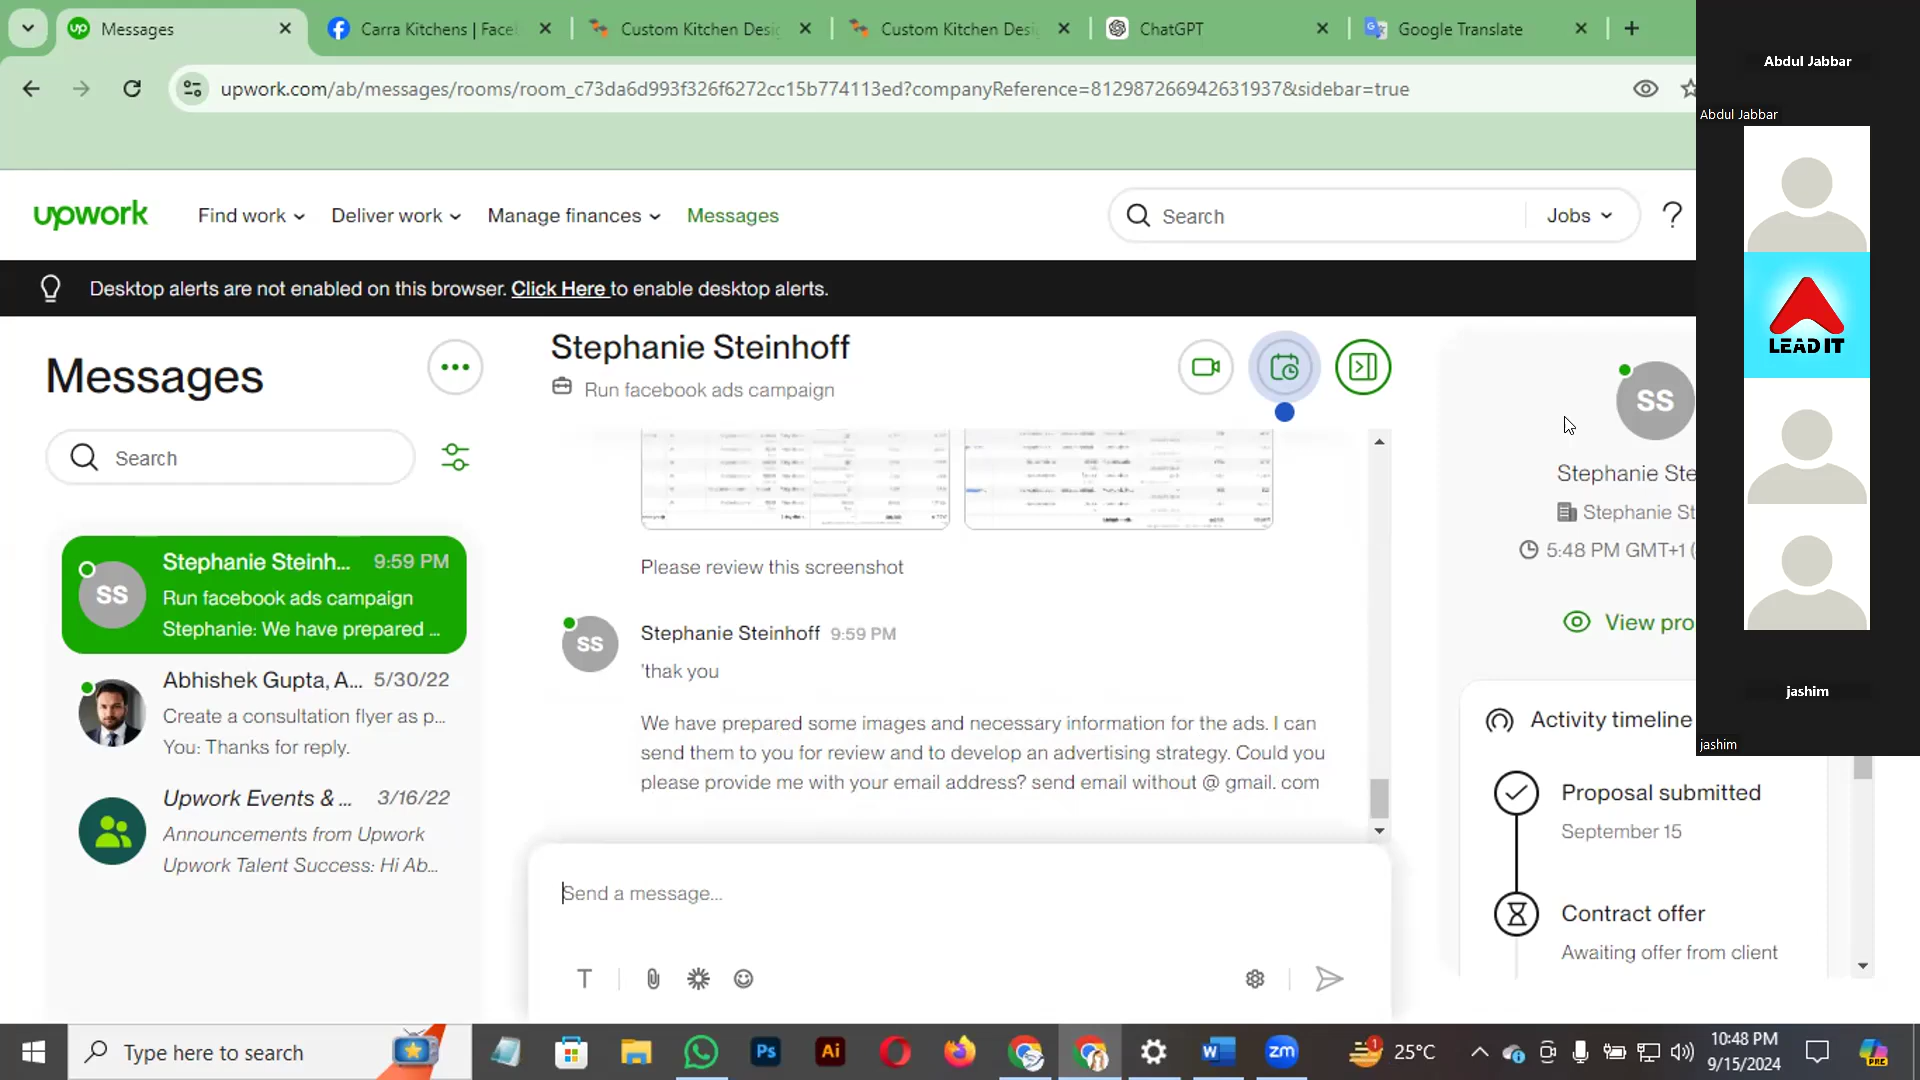 Messages
Carra Kitchens | Face
Custom Kitchen Desi
Custom Kitchen Desi
ChatGPT
Google Translate
upwork.com/ab/messages/rooms/room_c73da6d993f326f6272cc15b774113ed?companyReference=812987266942631937&sidebar=true
Abdul Jabbar
Abdul Jabbar
LEAD IT
jashim
jashim
upwork
Find work
Deliver work
Manage finances
Messages
Search
Jobs
Desktop alerts are not enabled on this browser. Click Here to enable desktop alerts.
Messages
Search
Stephanie Steinh... 9:59 PM
SS
Run facebook ads campaign
Stephanie: We have prepared ...
Abhishek Gupta, A... 5/30/22
Create a consultation flyer as p...
You: Thanks for reply.
Upwork Events & ... 3/16/22
Announcements from Upwork
Upwork Talent Success: Hi Ab...
Stephanie Steinhoff
Run facebook ads campaign
Please review this screenshot
SS
Stephanie Steinhoff 9:59 PM
'thak you
We have prepared some images and necessary information for the ads. I can
send them to you for review and to develop an advertising strategy. Could you
please provide me with your email address? send email without @ gmail. com
Send a message...
SS
Stephanie Ste
Stephanie St
5:48 PM GMT+1 (
View pro
Activity timeline
Proposal submitted
September 15
Contract offer
Awaiting offer from client
Type here to search
Ps
Ai
W
zm
1
25°C
10:48 PM
9/15/2024
PRE